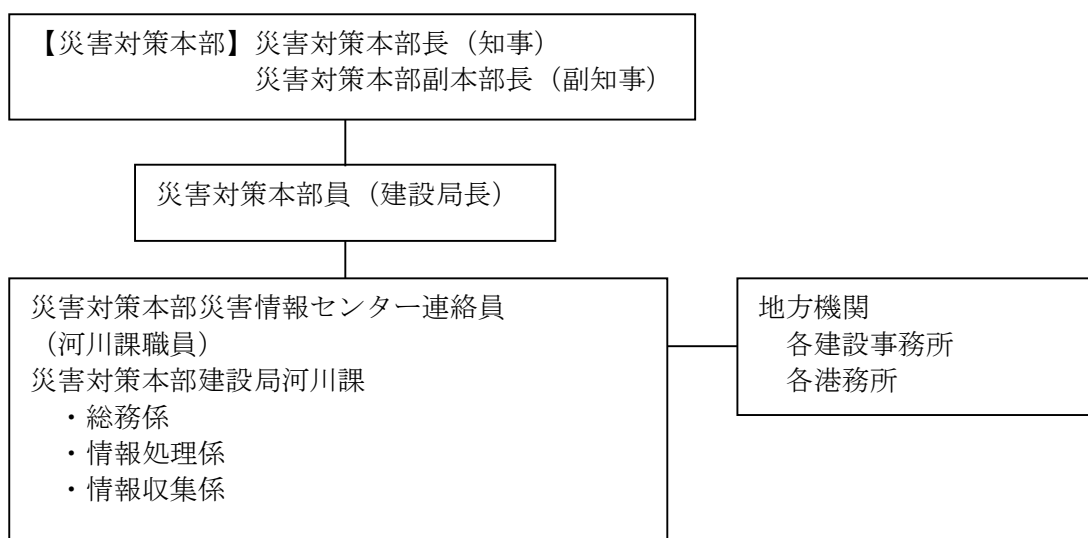 【災害対策本部】災害対策本部長（知事）
災害対策本部副本部長（副知事）
災害対策本部員（建設局長）
災害対策本部災害情報センター連絡員
（河川課職員）
災害対策本部建設局河川課
・総務係
・情報処理係
・情報収集係
地方機関
各建設事務所
各港務所